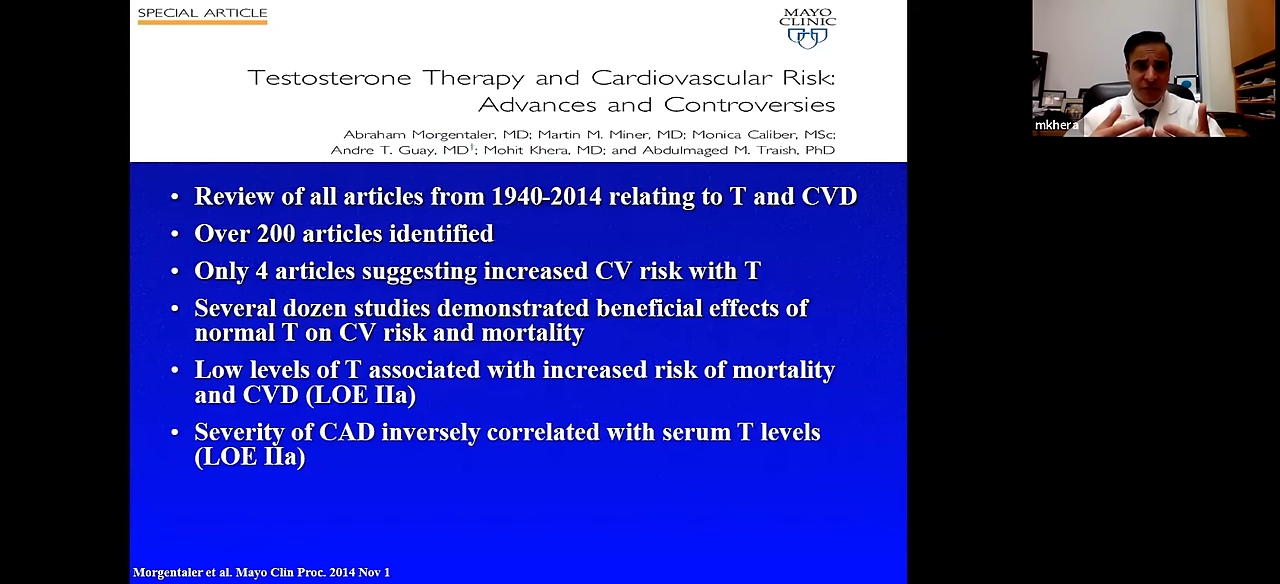 SPECIAL ARTICLE
MAYO
CLINIC
Testosterone Therapy and Cardiovascular Risk:
Advances and Controversies
Abraham Morgentaler, MD; Martin M. Miner, MD; Monica Caliber, MSc;
Andre T. Guay, MD†; Mohit Khera, MD; and Abdulmaged M. Traish, PhD
mkhera
• Review of all articles from 1940-2014 relating to T and CVD
• Over 200 articles identified
• Only 4 articles suggesting increased CV risk with T
• Several dozen studies demonstrated beneficial effects of
normal T on CV risk and mortality
• Low levels of T associated with increased risk of mortality
and CVD (LOE IIa)
• Severity of CAD inversely correlated with serum T levels
(LOE IIa)
Morgentaler et al. Mayo Clin Proc. 2014 Nov 1